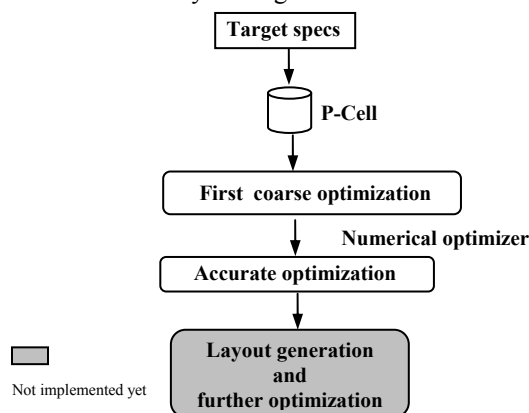 Target specs
P-Cell
First coarse optimization
Numerical optimizer
Accurate optimization
Layout generation
and
further optimization
Not implemented yet